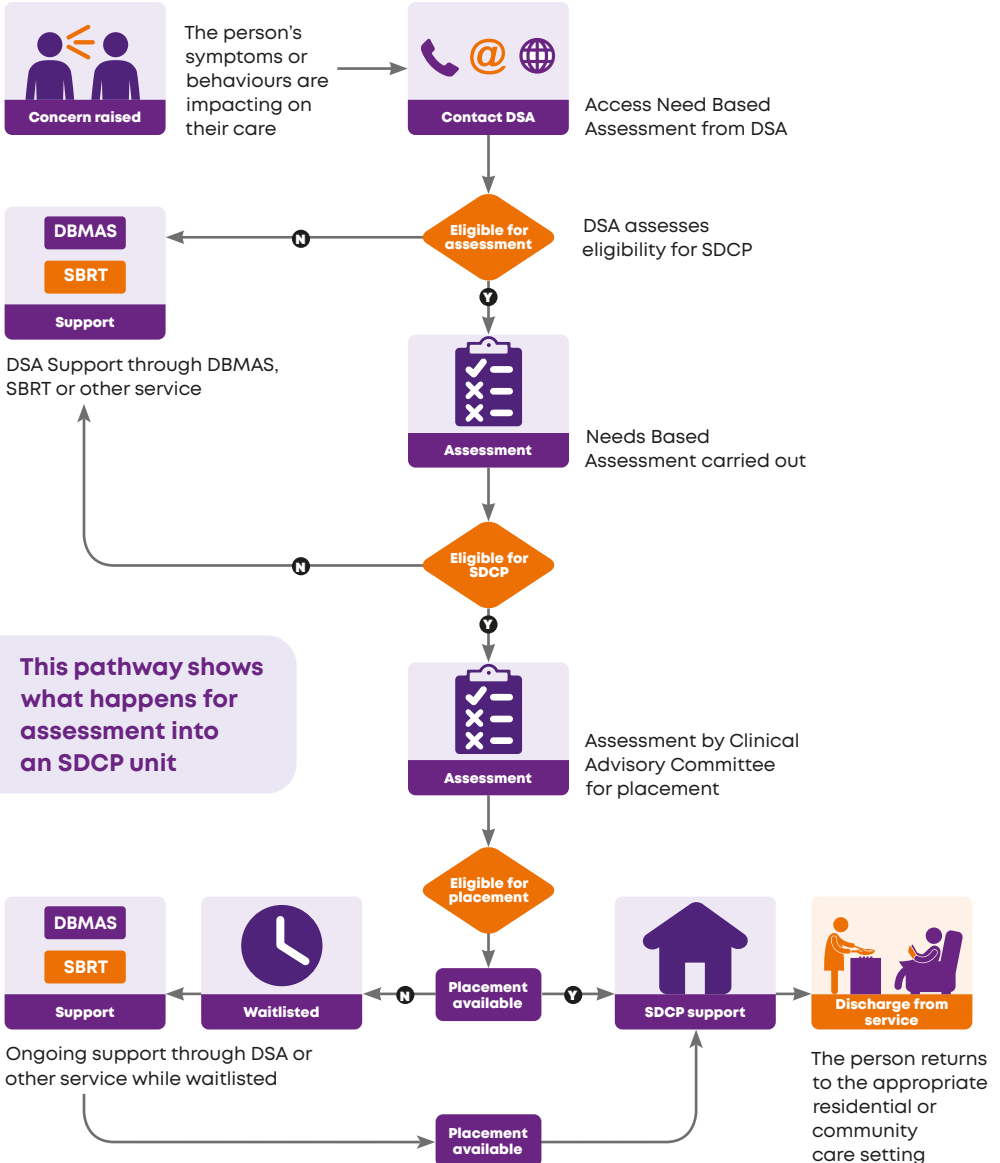 The person's
symptoms or
behaviours are
impacting on
their care
Concern raised
@
Contact DSA
Access Need Based
Assessment from DSA
DBMAS
SBRT
Support
N
Eligible for
assessment
DSA assesses
eligibility for SDCP
Y
DSA Support through DBMAS,
SBRT or other service
Assessment
Needs Based
Assessment carried out
N
Eligible for
SDCP
Y
This pathway shows
what happens for
assessment into
an SDCP unit
Assessment
Assessment by Clinical
Advisory Committee
for placement
Eligible for
placement
DBMAS
SBRT
Support
Waitlisted
N
Placement
available
Y
SDCP support
Discharge from
service
Ongoing support through DSA or
other service while waitlisted
Placement
available
The person returns
to the appropriate
residential or
community
care setting